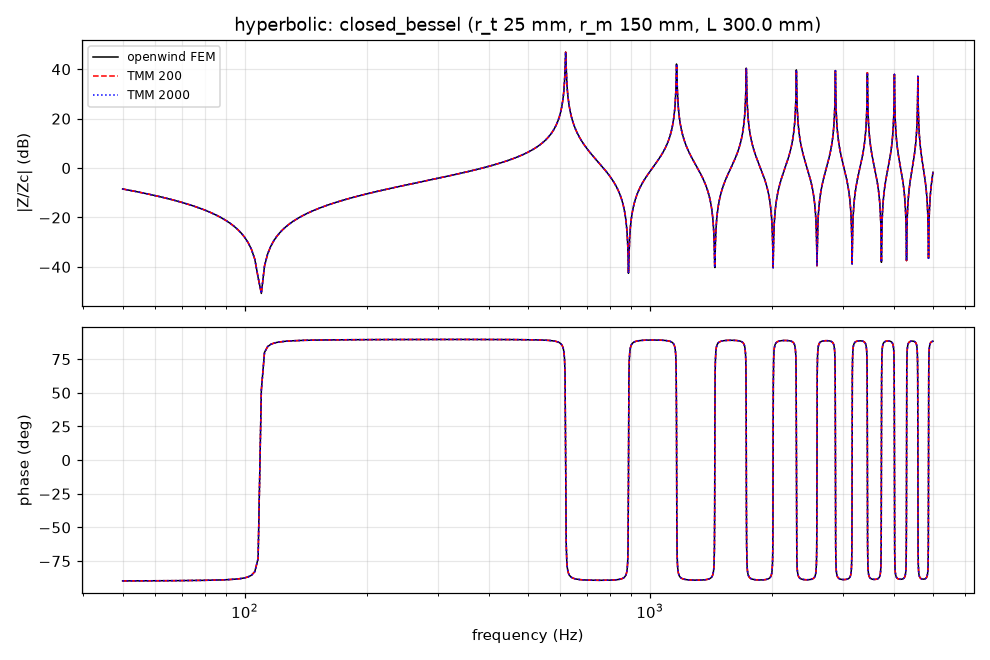 hyperbolic: closed_bessel (r_t 25 mm, r_m 150 mm, L 300.0 mm)
openwind FEM
TMM 200
TMM 2000
|Z/Zc| (dB)
40
20
0
−20
−40
phase (deg)
75
50
25
0
−25
−50
−75
10²
10³
frequency (Hz)